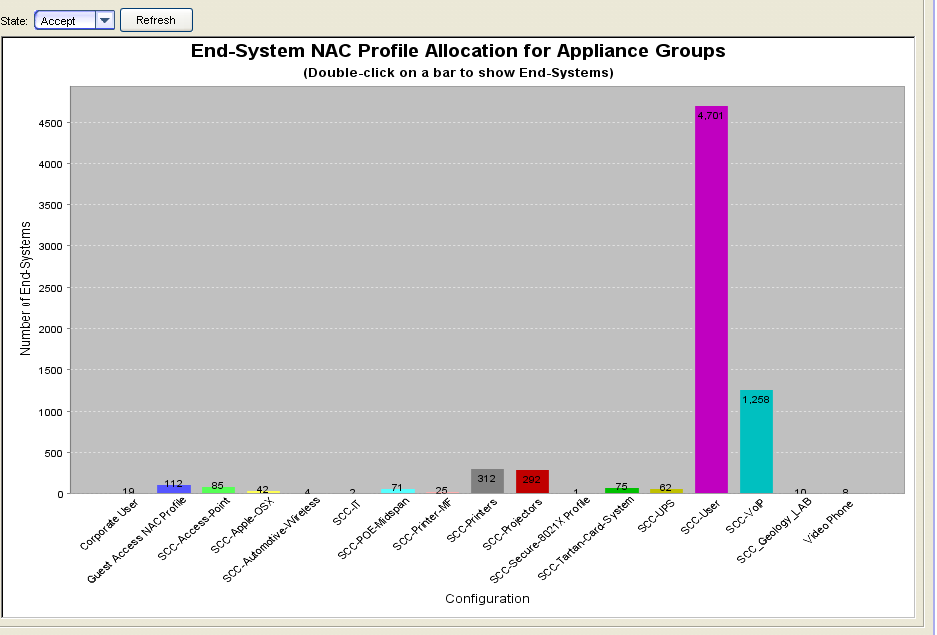 State: Accept Refresh
End-System NAC Profile Allocation for Appliance Groups
(Double-click on a bar to show End-Systems)
Number of End-Systems
4500
4000
3500
3000
2500
2000
1500
1000
500
0
19
112
85
42
4
2
71
25
312
292
1
75
62
4,701
1,258
10
8
Corporate User
Guest Access NAC Profile
SCC-Access-Point
SCC-Apple-OSX
SCC-Automotive-Wireless
SCC-IT
SCC-POE-Midspan
SCC-Printer-MF
SCC-Printers
SCC-Projectors
SCC-Secure-8021X Profile
SCC-Tartan-Card-System
SCC-UPS
SCC-User
SCC-VoIP
SCC_Geology_LAB
Video Phone
Configuration